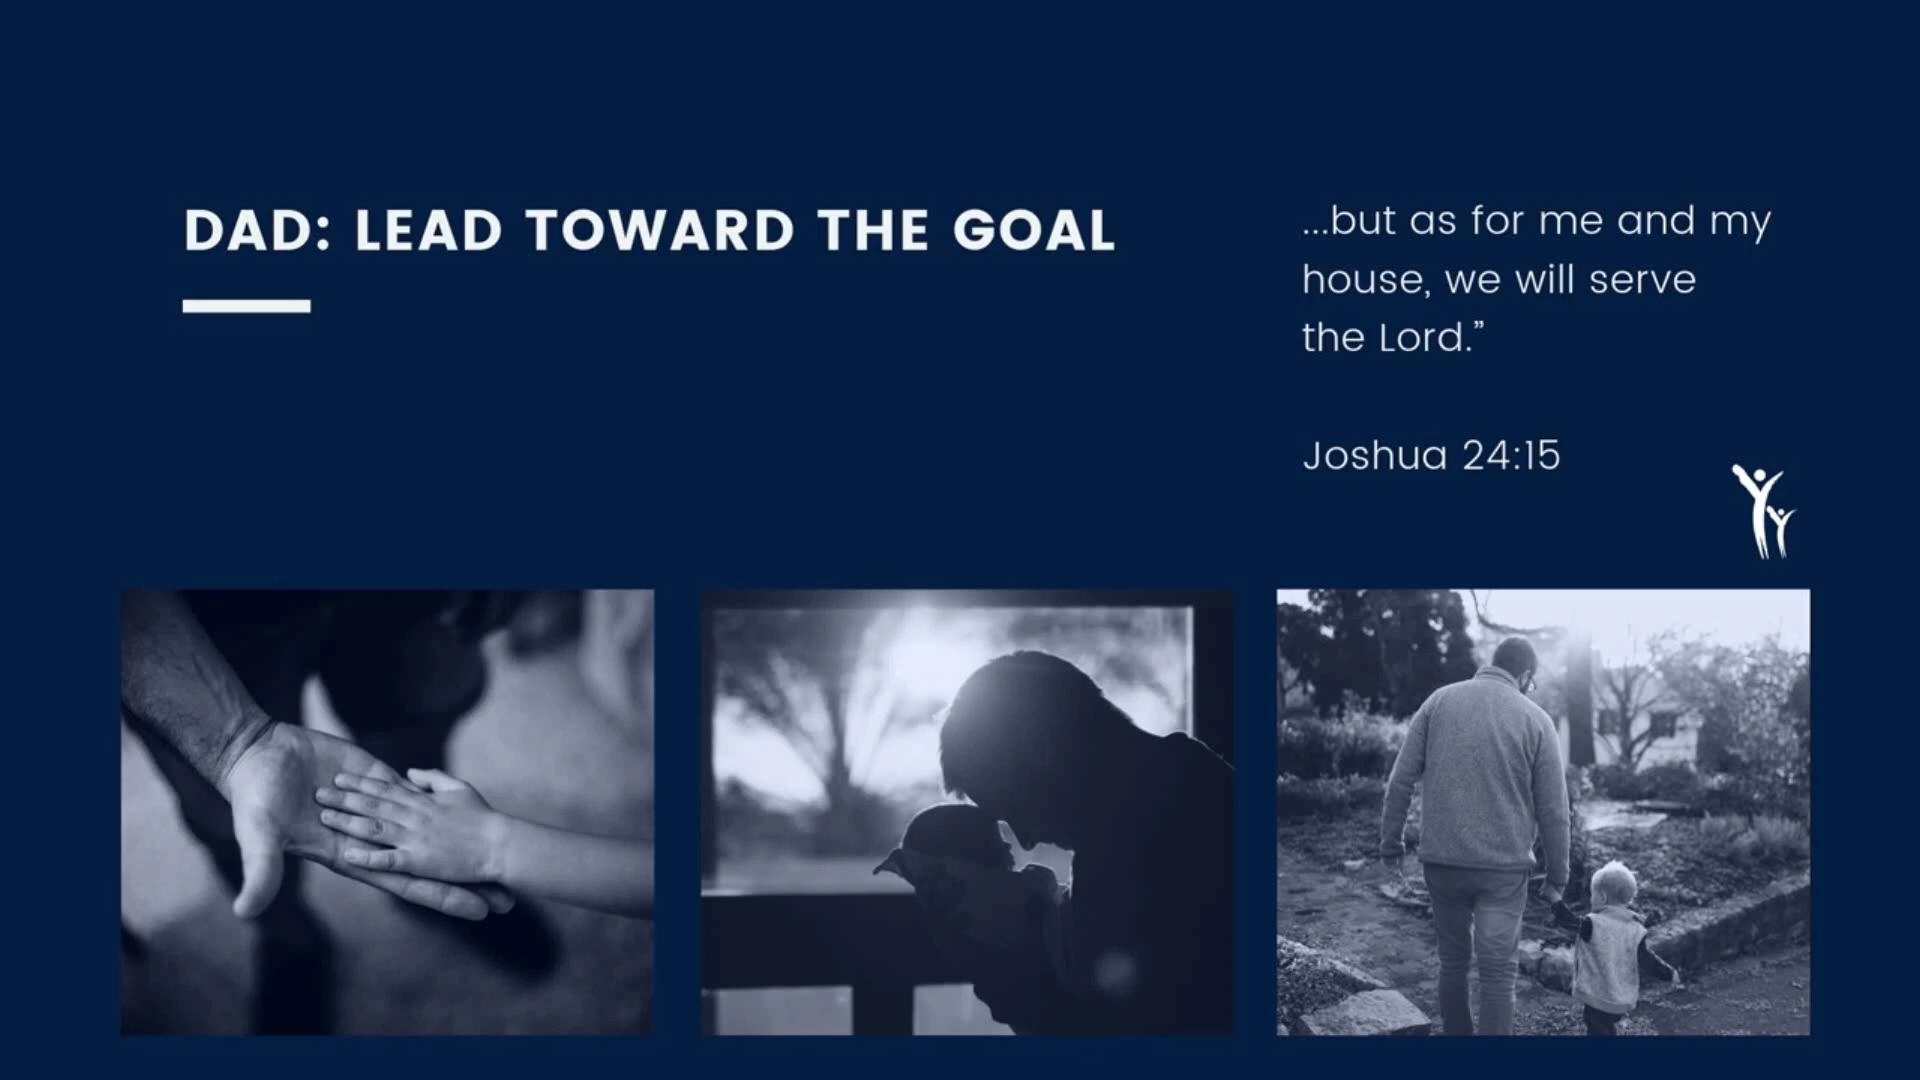 DAD: LEAD TOWARD THE GOAL
...but as for me and my
house, we will serve
the Lord.”
Joshua 24:15